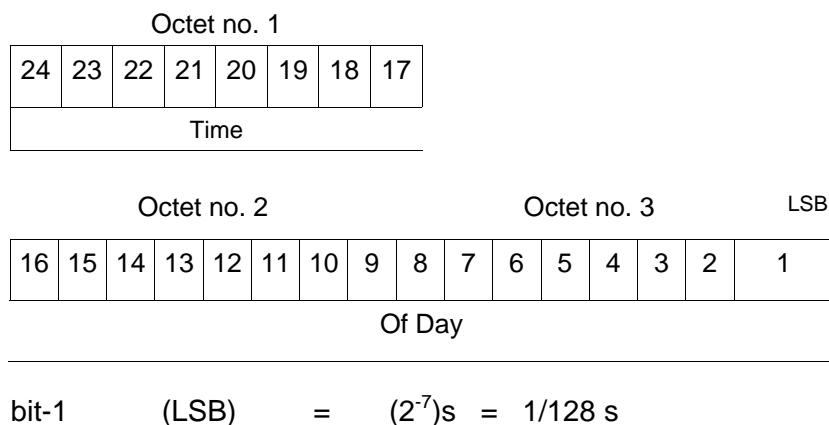 Octet no. 1
24 23 22 21 20 19 18 17
Time
Octet no. 2 Octet no. 3 LSB
16 15 14 13 12 11 10 9 8 7 6 5 4 3 2 1
Of Day
bit-1 (LSB) = (2⁻⁷)s = 1/128 s